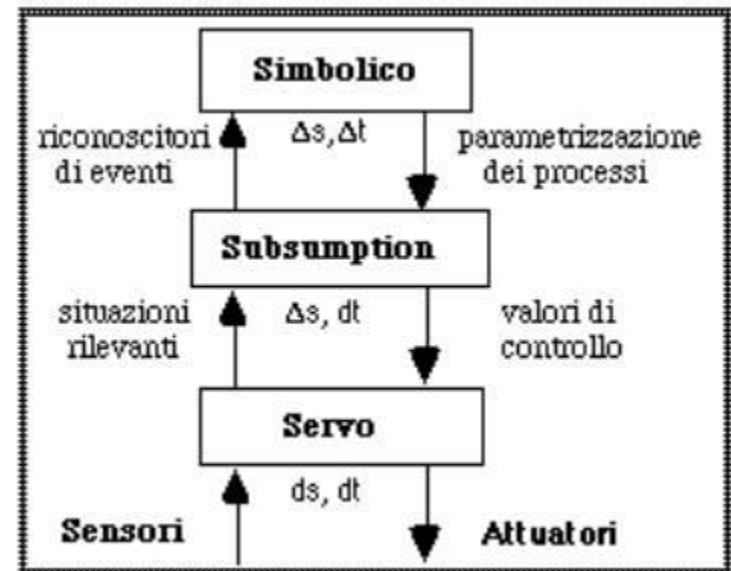 Simbolico
riconoscitori
di eventi
Δs,Δt
parametrizzazione
dei processi
Subsumption
situazioni
rilevanti
Δs, dt
valori di
controllo
Servo
ds, dt
Sensori
Attuatori